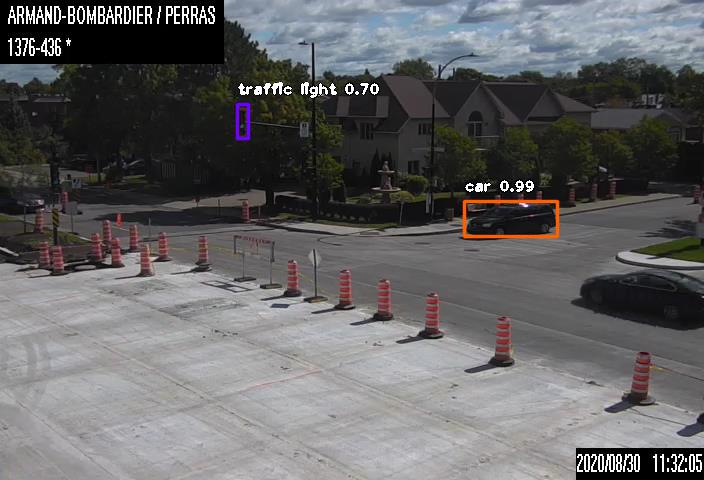 ARMAND-BOMBARDIER / PERRAS
1376-436 *
traffic light 0.70
car 0.99
2020/08/30 11:32:05